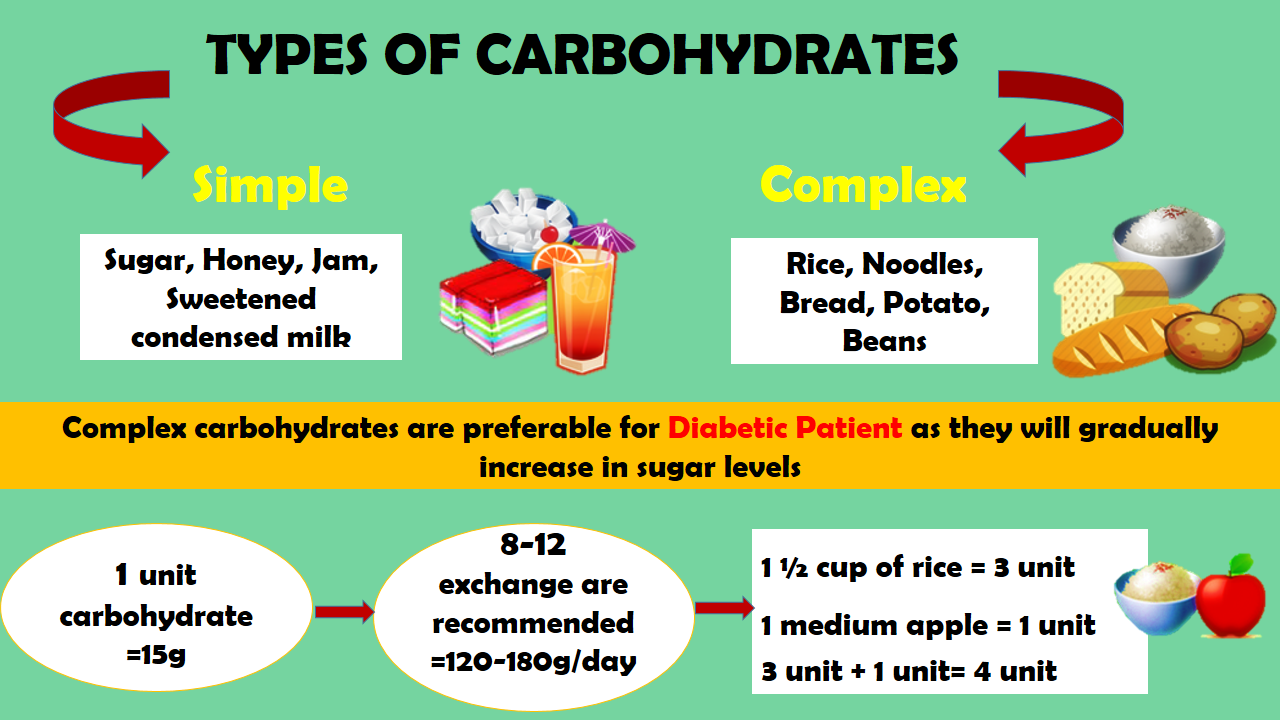 TYPES OF CARBOHYDRATES
Simple
Sugar, Honey, Jam,
Sweetened
condensed milk
Complex
Rice, Noodles,
Bread, Potato,
Beans
Complex carbohydrates are preferable for Diabetic Patient as they will gradually
increase in sugar levels
1 unit
carbohydrate
=15g
8-12
exchange are
recommended
=120-180g/day
1 ½ cup of rice = 3 unit
1 medium apple = 1 unit
3 unit + 1 unit= 4 unit